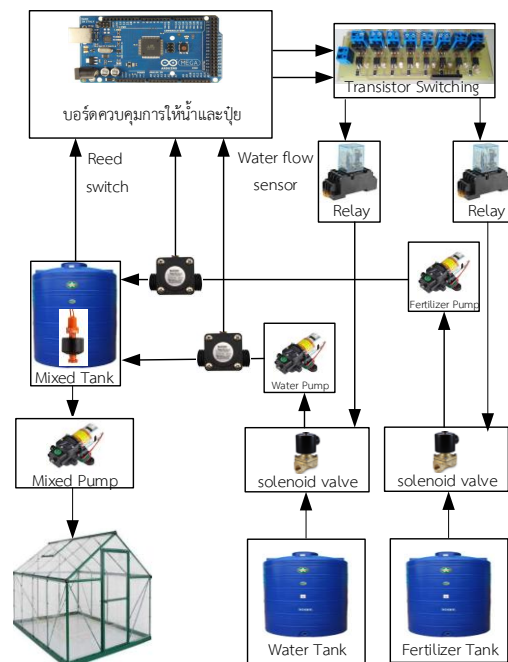 MEGA
ARDUINO
Transistor Switching
บอร์ดควบคุมการให้น้ำและปุ๋ย
Reed
switch
Water flow
sensor
Relay
Relay
Fertilizer Pump
Mixed Tank
Water Pump
Mixed Pump
solenoid valve
solenoid valve
Water Tank
Fertilizer Tank